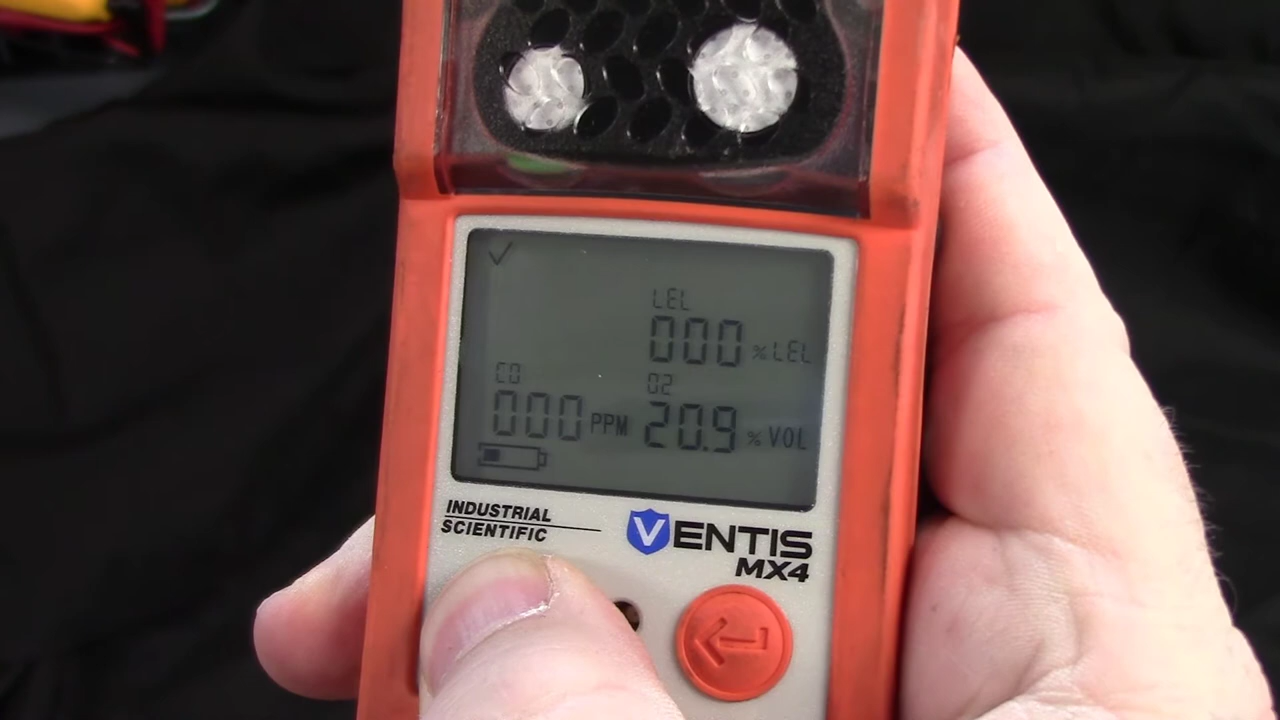 LEL
000 % LEL
CO O2
000 PPM 20.9 % VOL
INDUSTRIAL
SCIENTIFIC
VENTIS
MX4